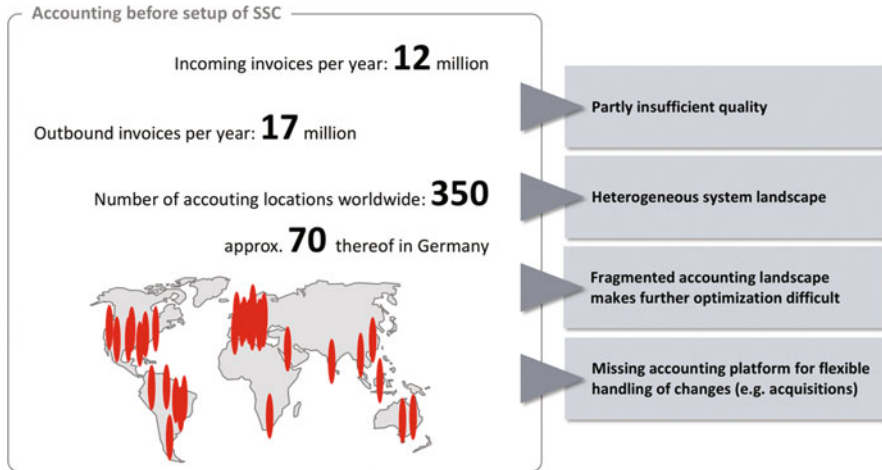 Accounting before setup of SSC
Incoming invoices per year: 12 million
Outbound invoices per year: 17 million
Number of accouting locations worldwide: 350
approx. 70 thereof in Germany
Partly insufficient quality
Heterogeneous system landscape
Fragmented accounting landscape
makes further optimization difficult
Missing accounting platform for flexible
handling of changes (e.g. acquisitions)